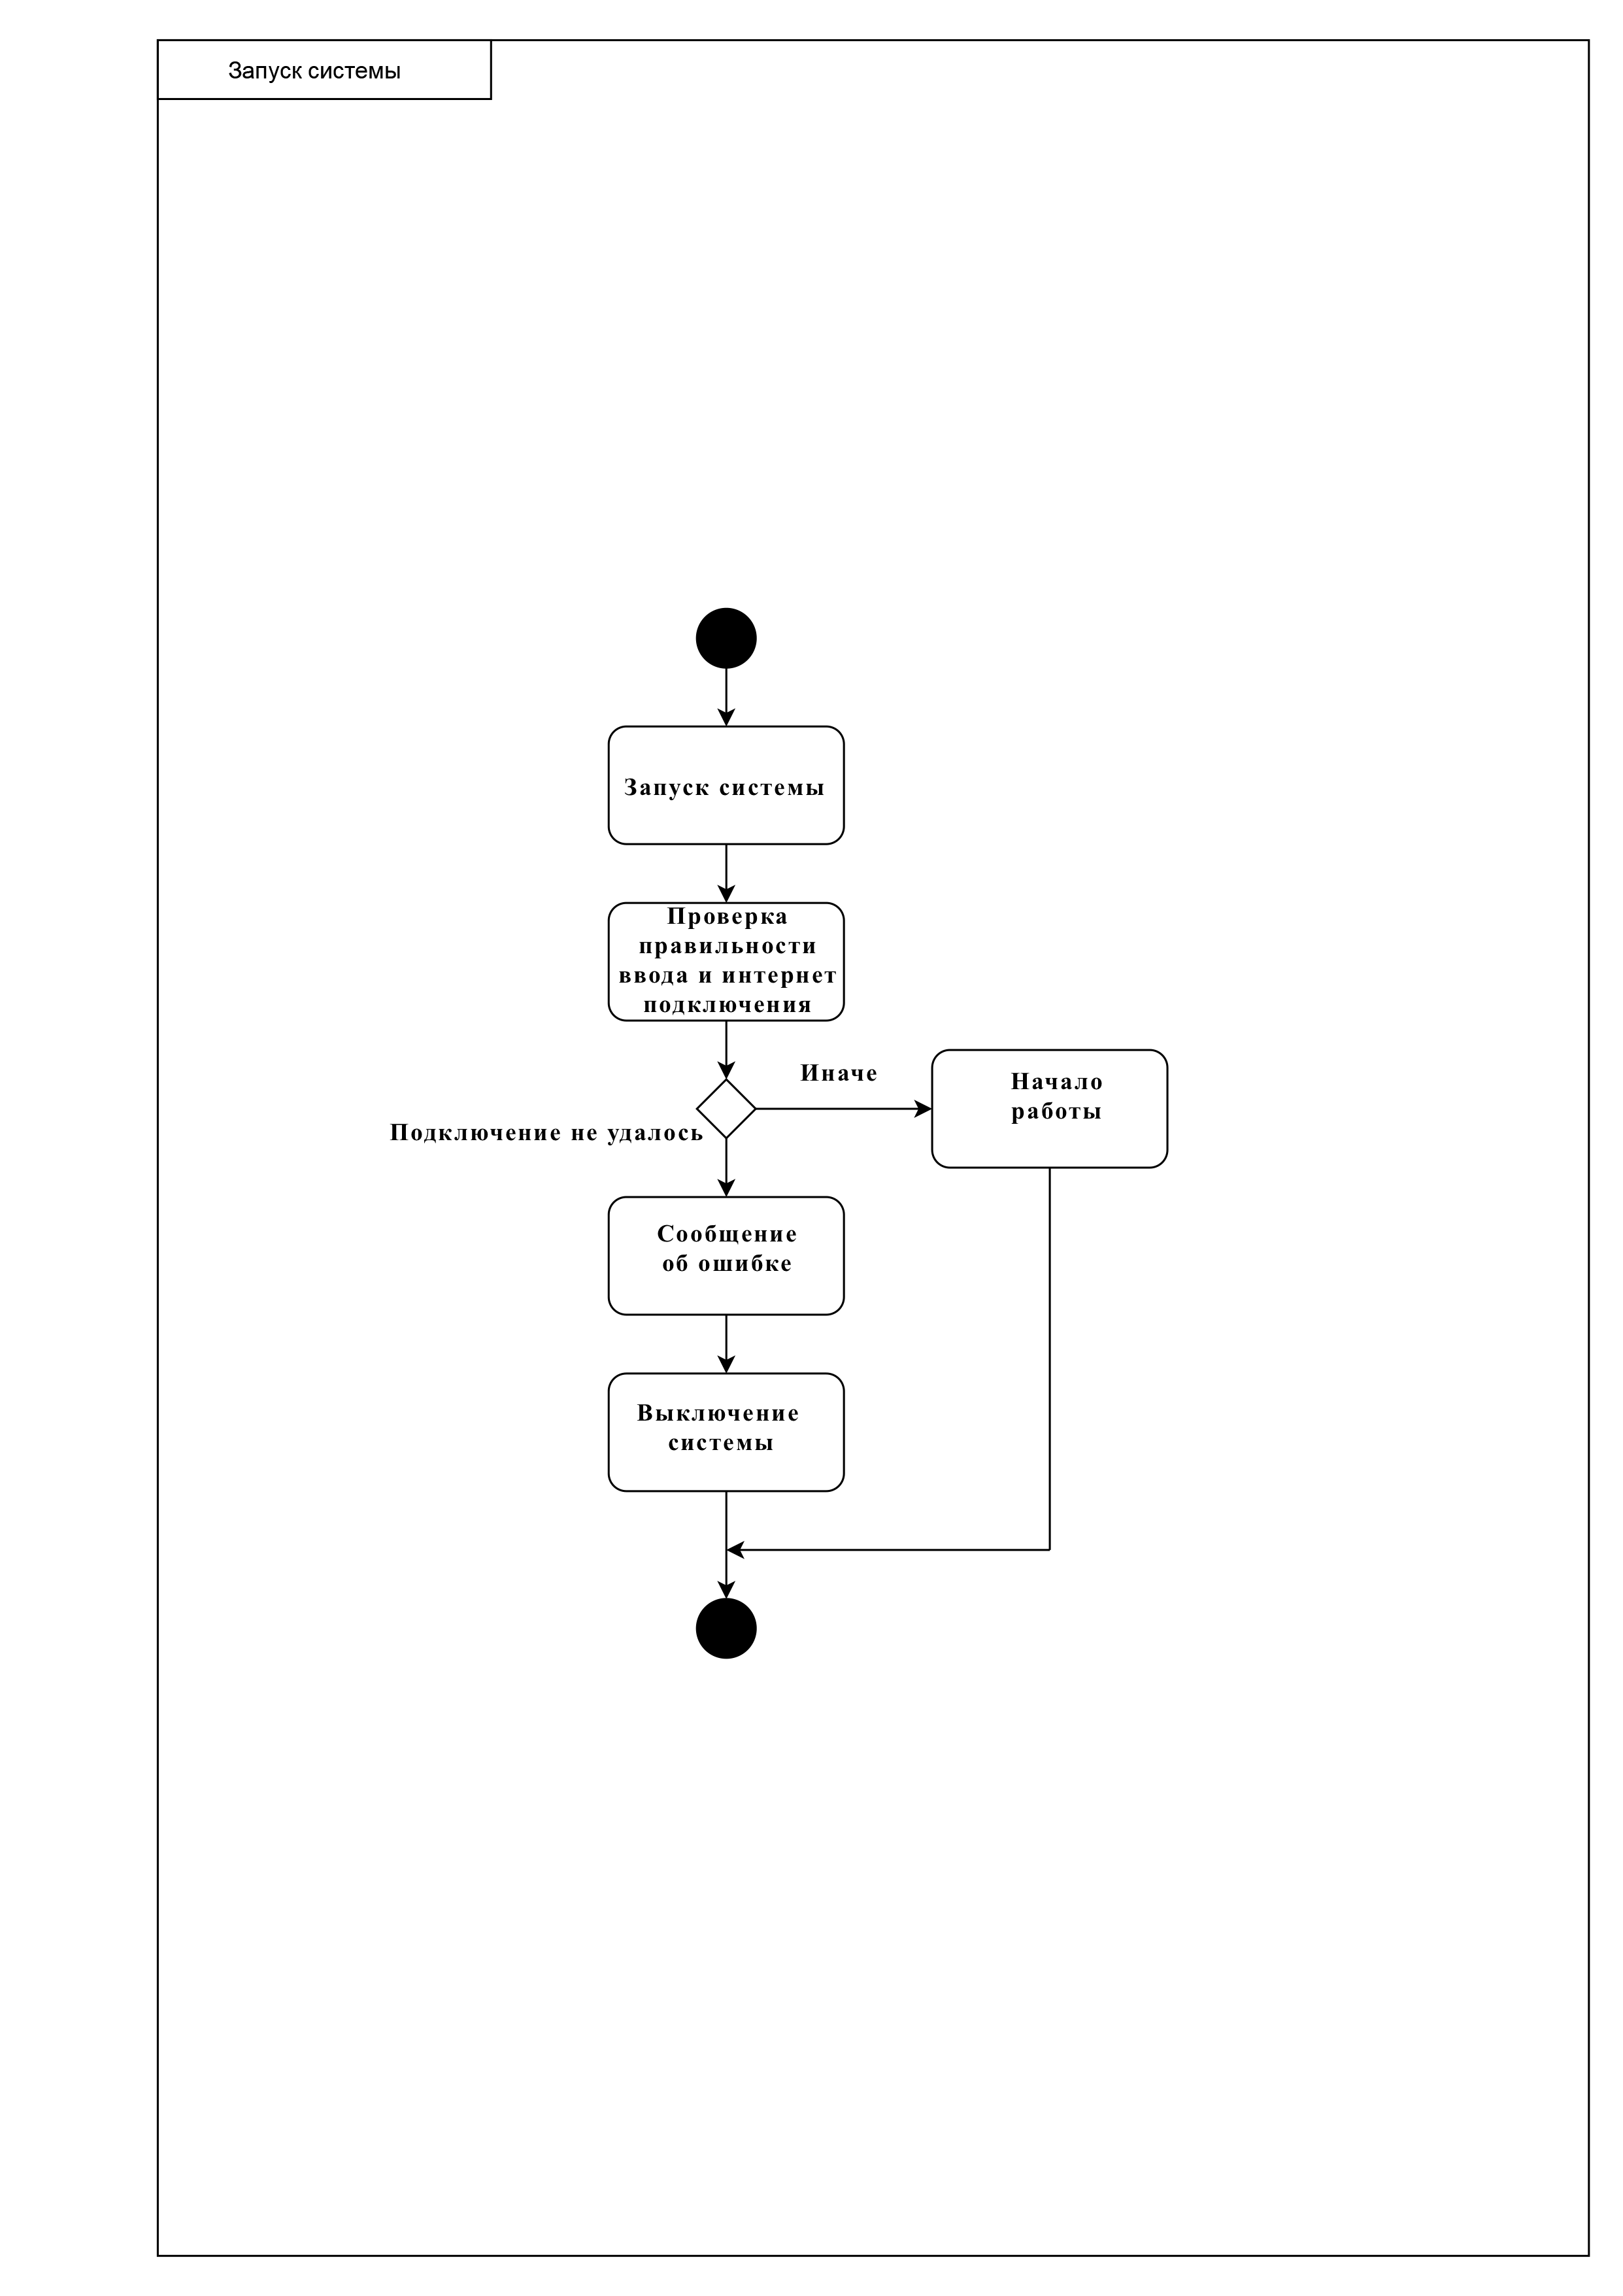 Запуск системы
Запуск системы
Проверка
правильности
ввода и интернет
подключения
Иначе
Начало
работы
Подключение не удалось
Сообщение
об ошибке
Выключение
системы